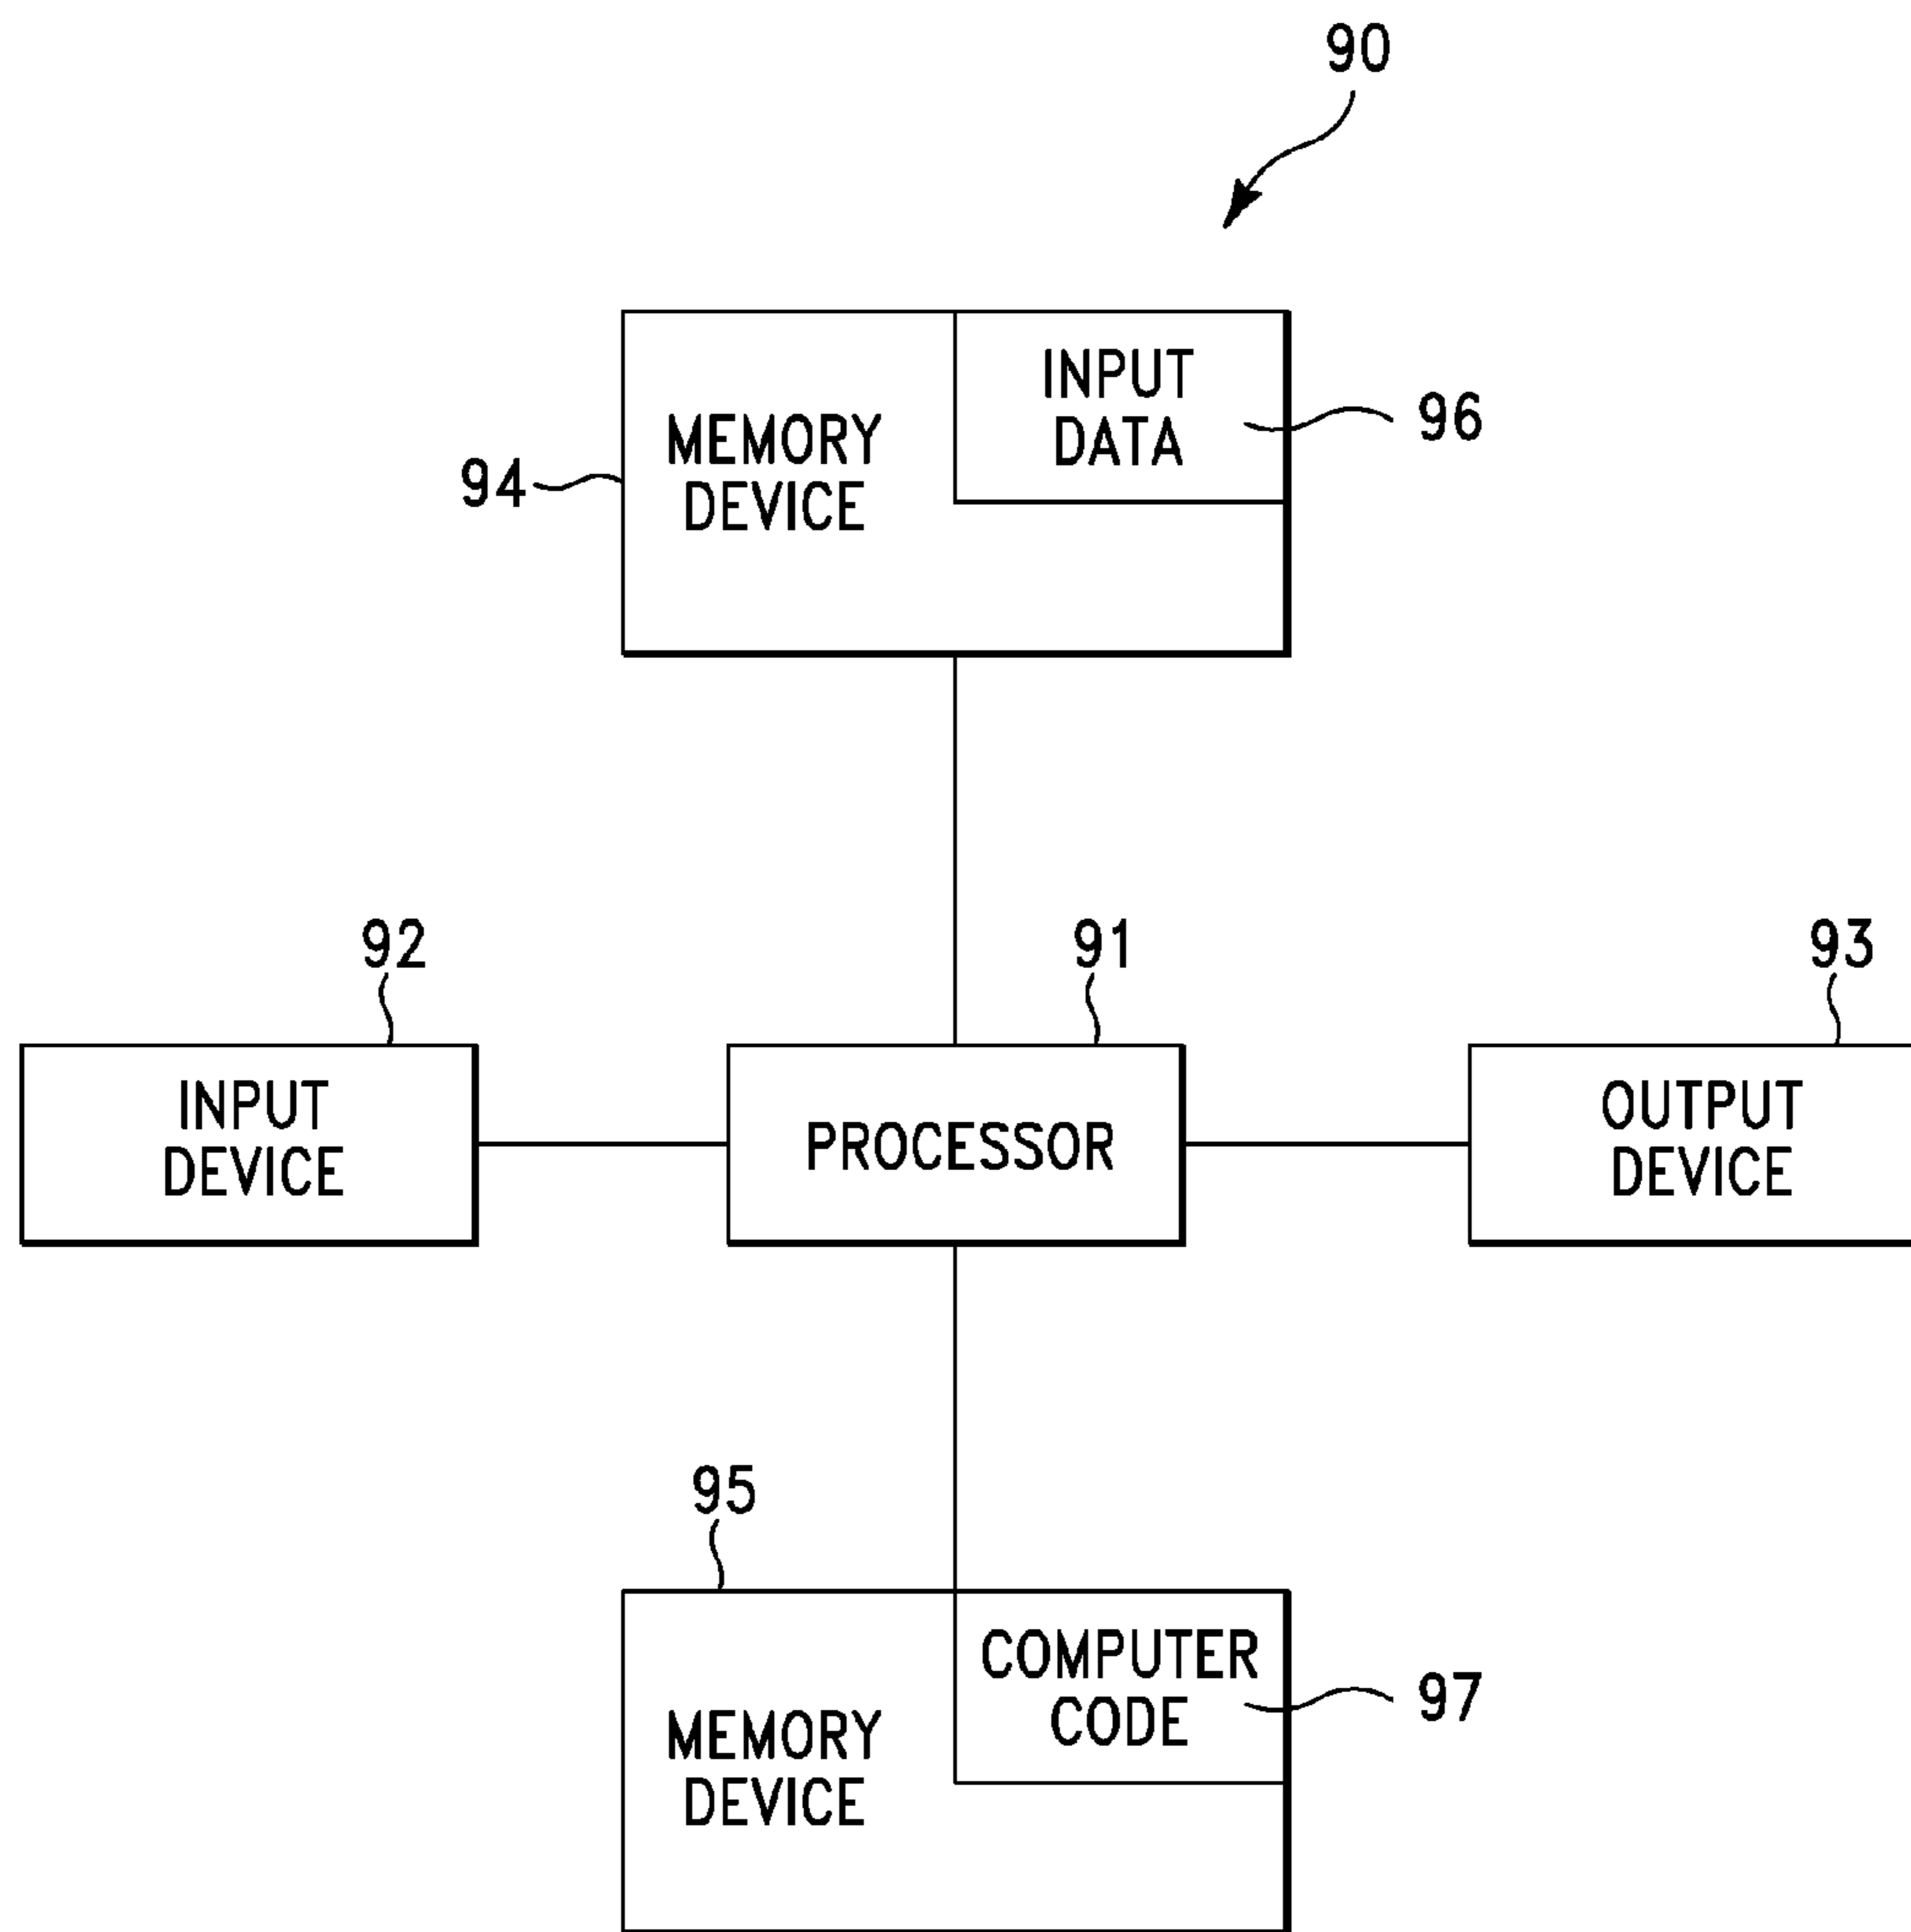 90
INPUT
DATA
96
MEMORY
DEVICE
94
92
91
93
INPUT
DEVICE
PROCESSOR
OUTPUT
DEVICE
95
COMPUTER
CODE
97
MEMORY
DEVICE